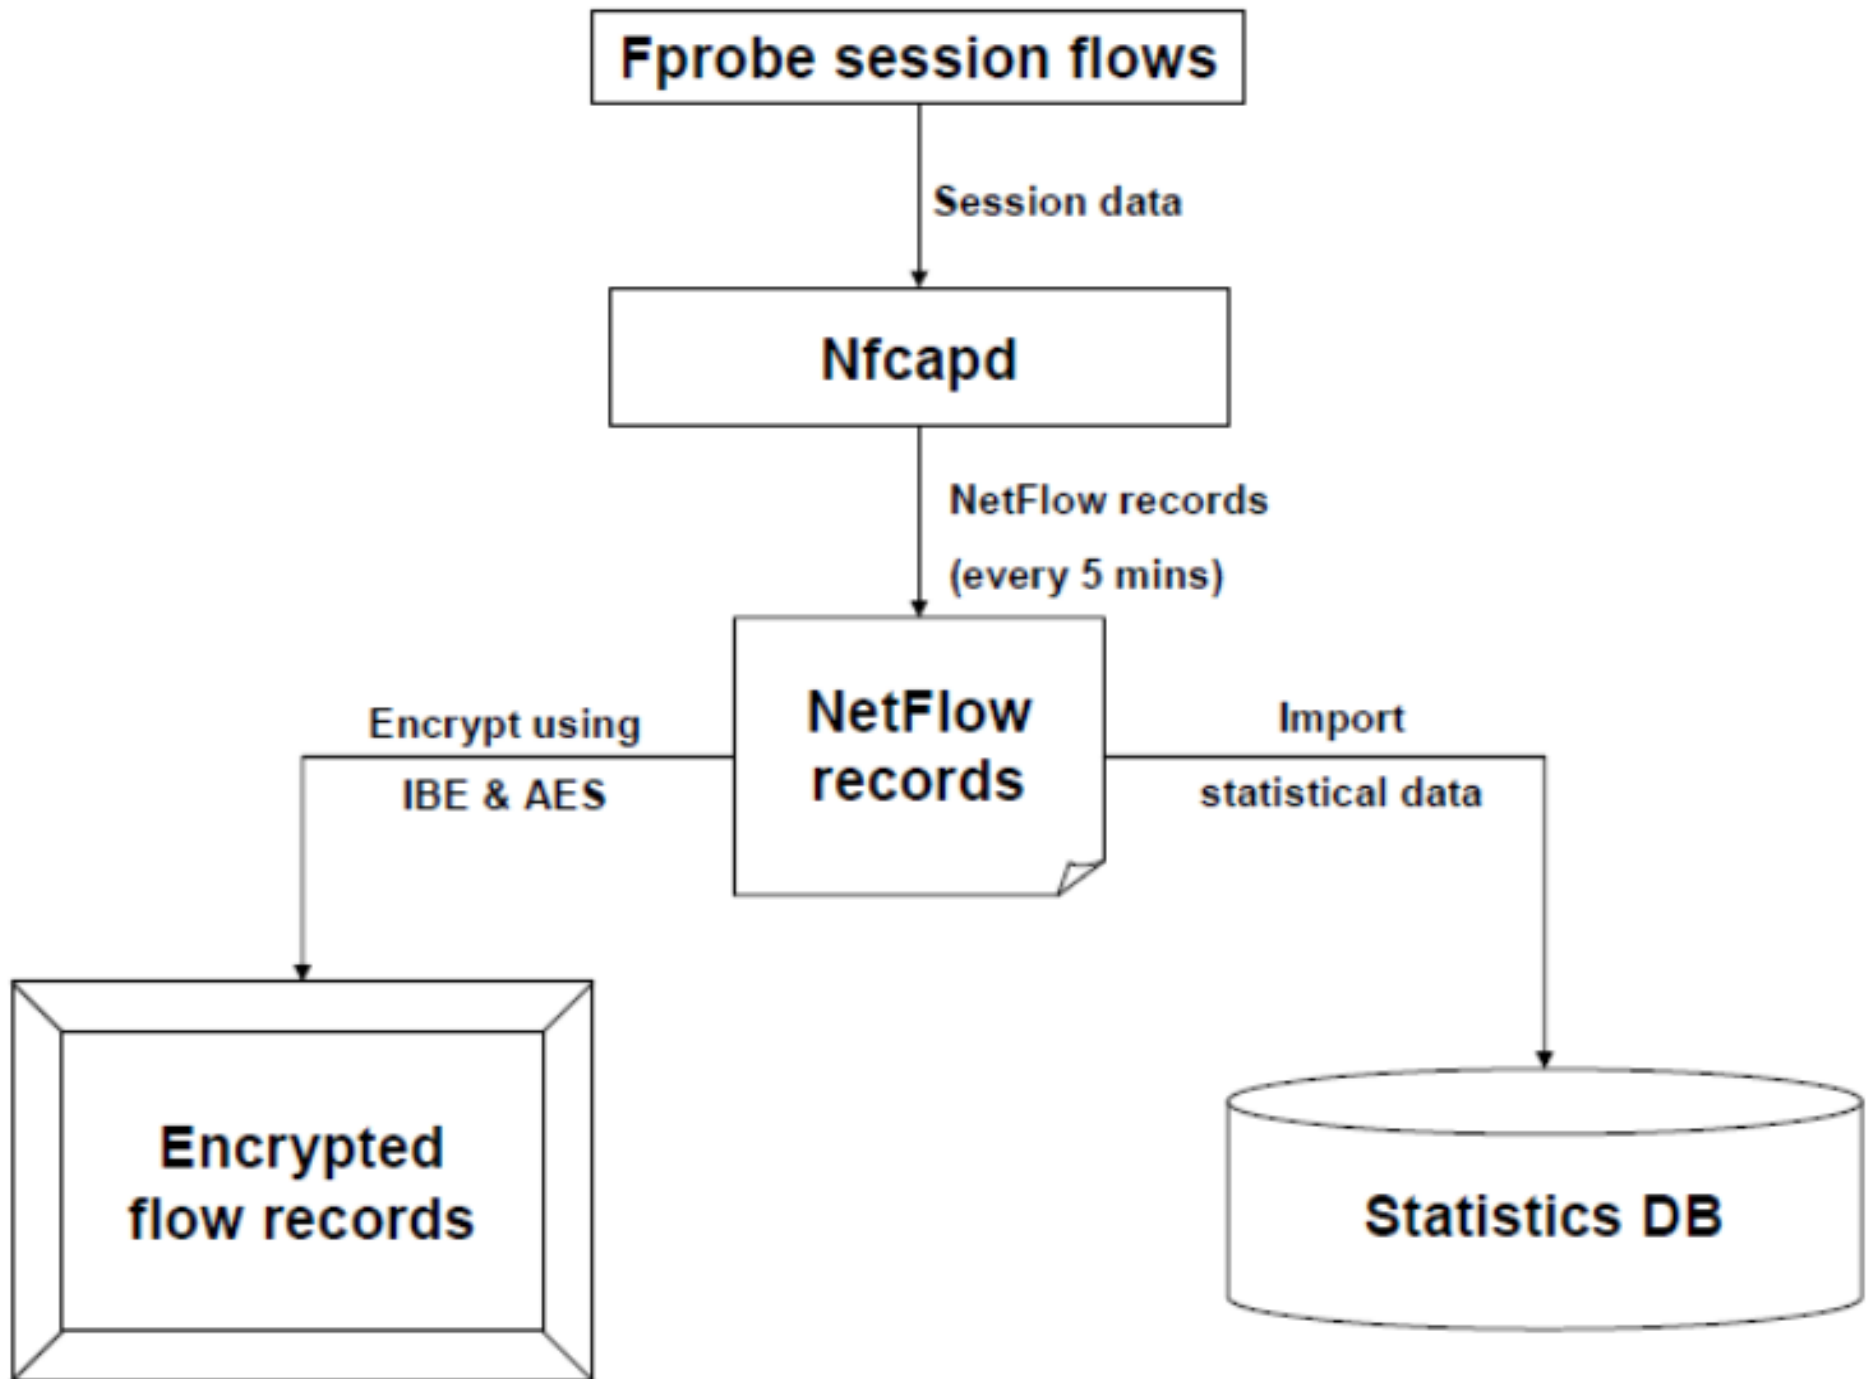 Fprobe session flows
Session data
Nfcapd
NetFlow records
(every 5 mins)
NetFlow
records
Encrypt using
IBE & AES
Import
statistical data
Encrypted
flow records
Statistics DB